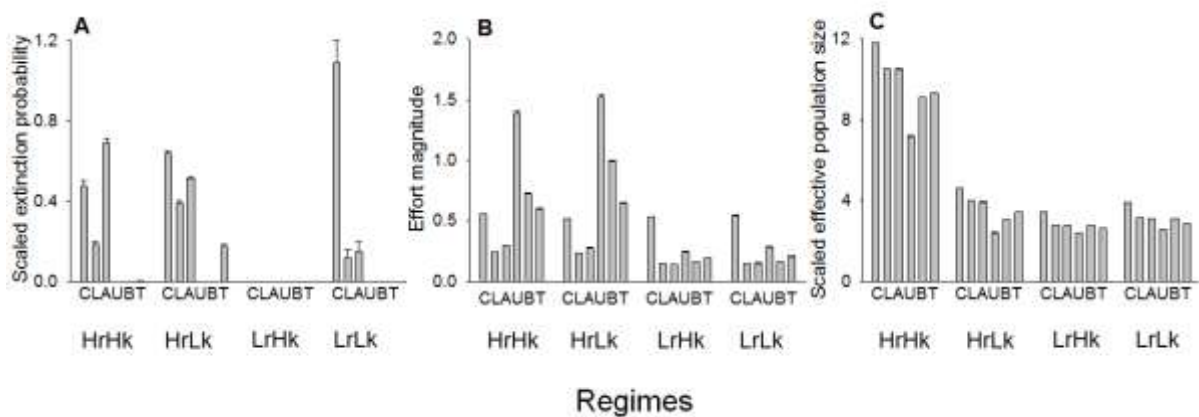 A
Scaled extinction probability
1.2
0.8
0.4
0.0
CLAUBT CLAUBT CLAUBT CLAUBT
HrHk HrLk LrHk LrLk
B
Effort magnitude
2.0
1.5
1.0
0.5
0.0
CLAUBT CLAUBT CLAUBT CLAUBT
HrHk HrLk LrHk LrLk
C
Scaled effective population size
12
8
4
0
CLAUBT CLAUBT CLAUBT CLAUBT
HrHk HrLk LrHk LrLk
Regimes